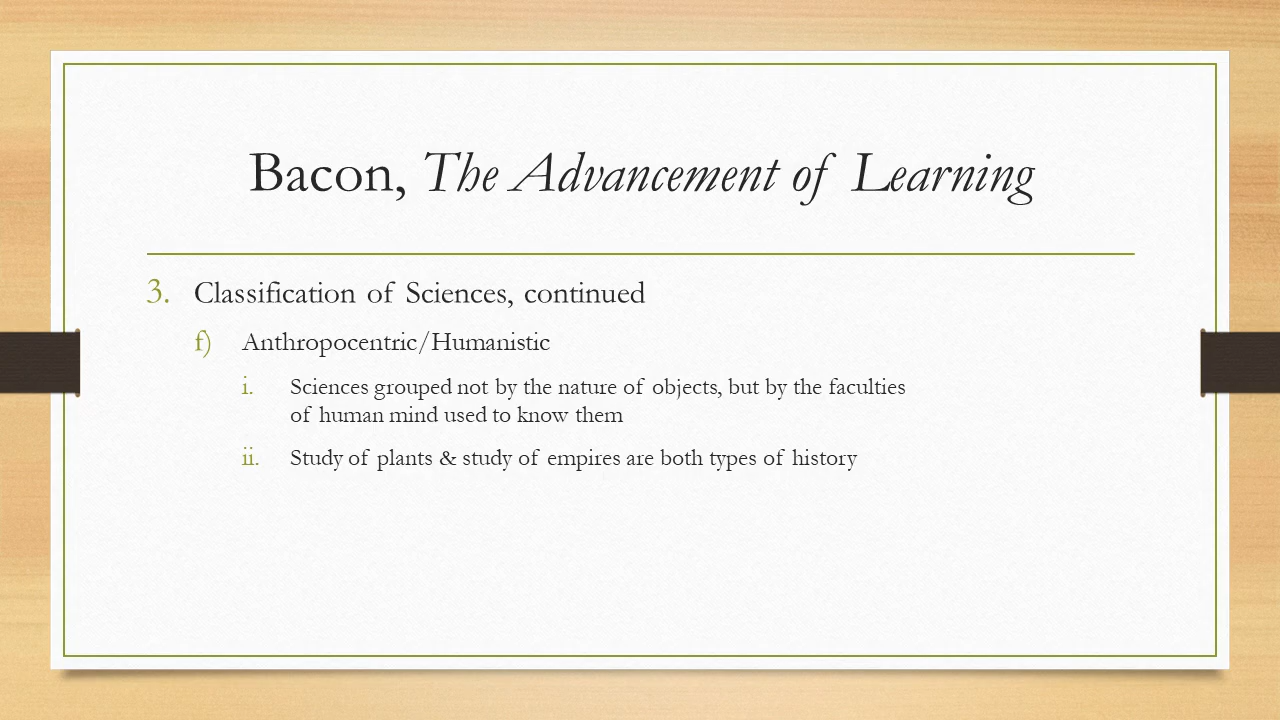 Bacon, The Advancement of Learning
3. Classification of Sciences, continued
f) Anthropocentric/Humanistic
i. Sciences grouped not by the nature of objects, but by the faculties
of human mind used to know them
ii. Study of plants & study of empires are both types of history